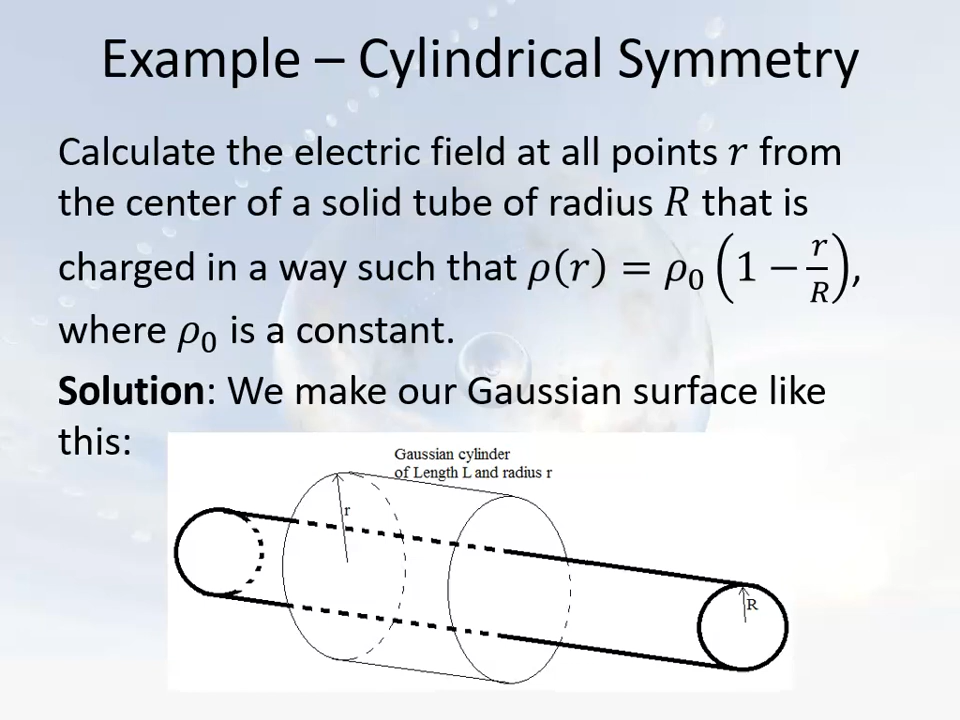 Example – Cylindrical Symmetry
Calculate the electric field at all points 𝑟 from
the center of a solid tube of radius 𝑅 that is
charged in a way such that 𝜌(𝑟) = 𝜌₀ (1 − 𝑟/𝑅),
where 𝜌₀ is a constant.
Solution: We make our Gaussian surface like
this:
Gaussian cylinder
of Length L and radius r
r
R